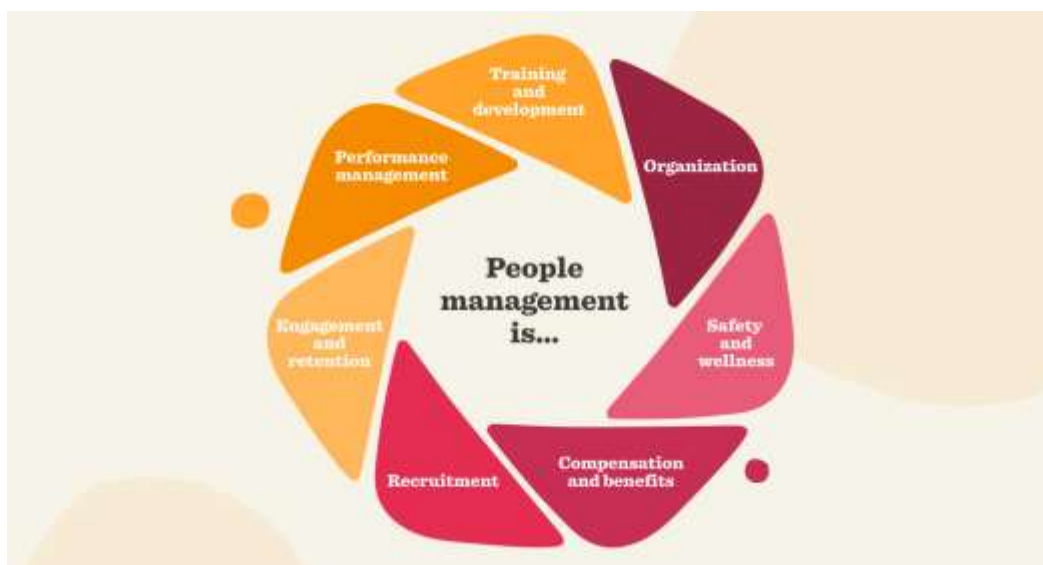 Training
and
development
Organization
Performance
management
People
management
is...
Engagement
and
retention
Safety
and
wellness
Recruitment
Compensation
and benefits